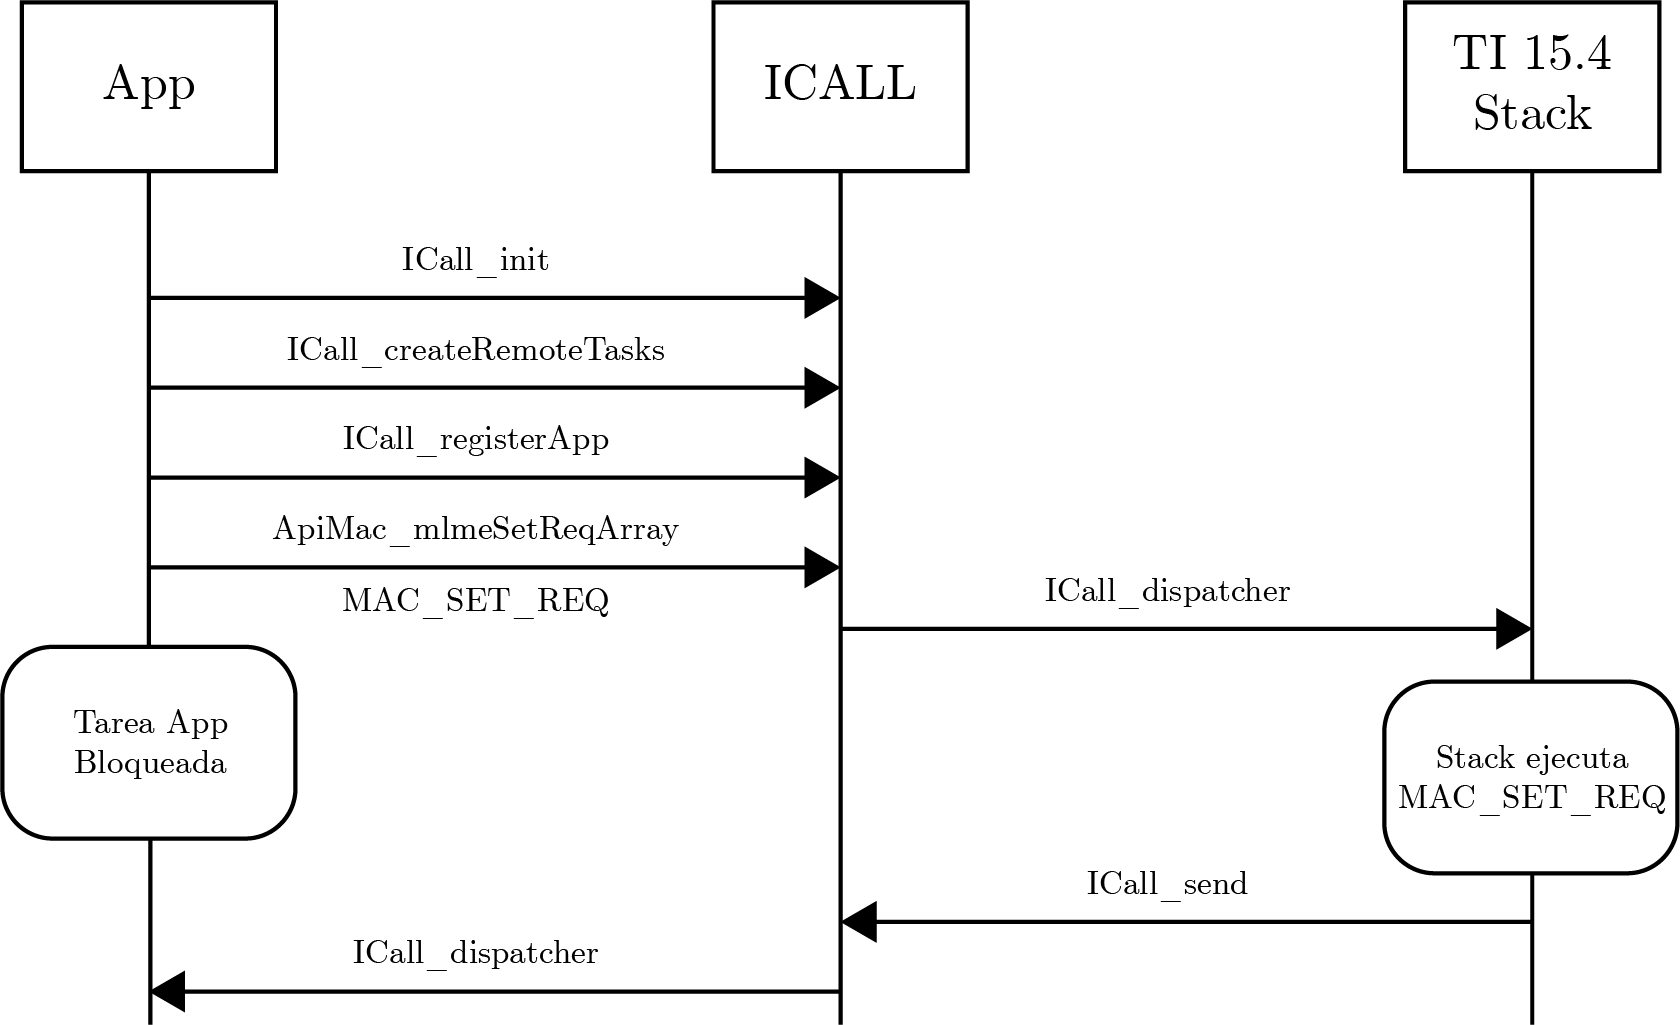 App
ICALL
TI 15.4
Stack
ICall_init
ICall_createRemoteTasks
ICall_registerApp
ApiMac_mlmeSetReqArray
MAC_SET_REQ
ICall_dispatcher
Tarea App
Bloqueada
Stack ejecuta
MAC_SET_REQ
ICall_send
ICall_dispatcher